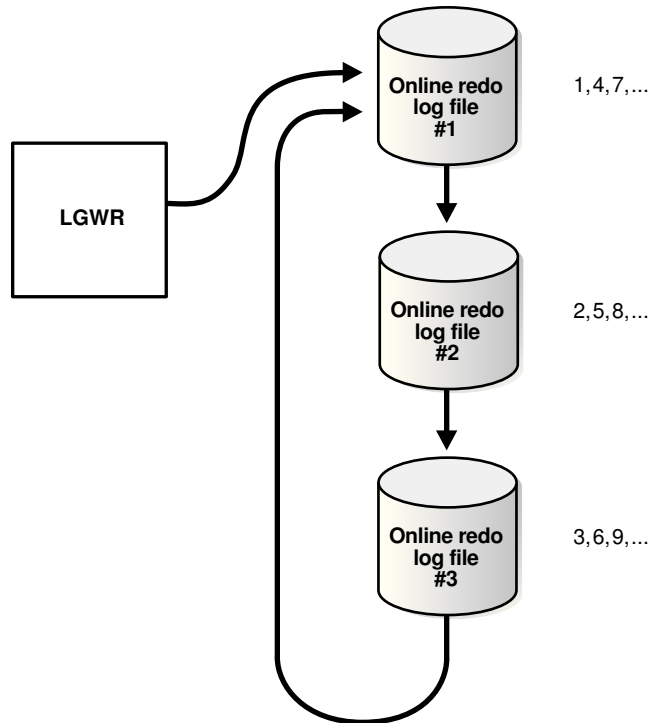 Online redo
log file
#1
1,4,7,...
LGWR
Online redo
log file
#2
2,5,8,...
Online redo
log file
#3
3,6,9,...